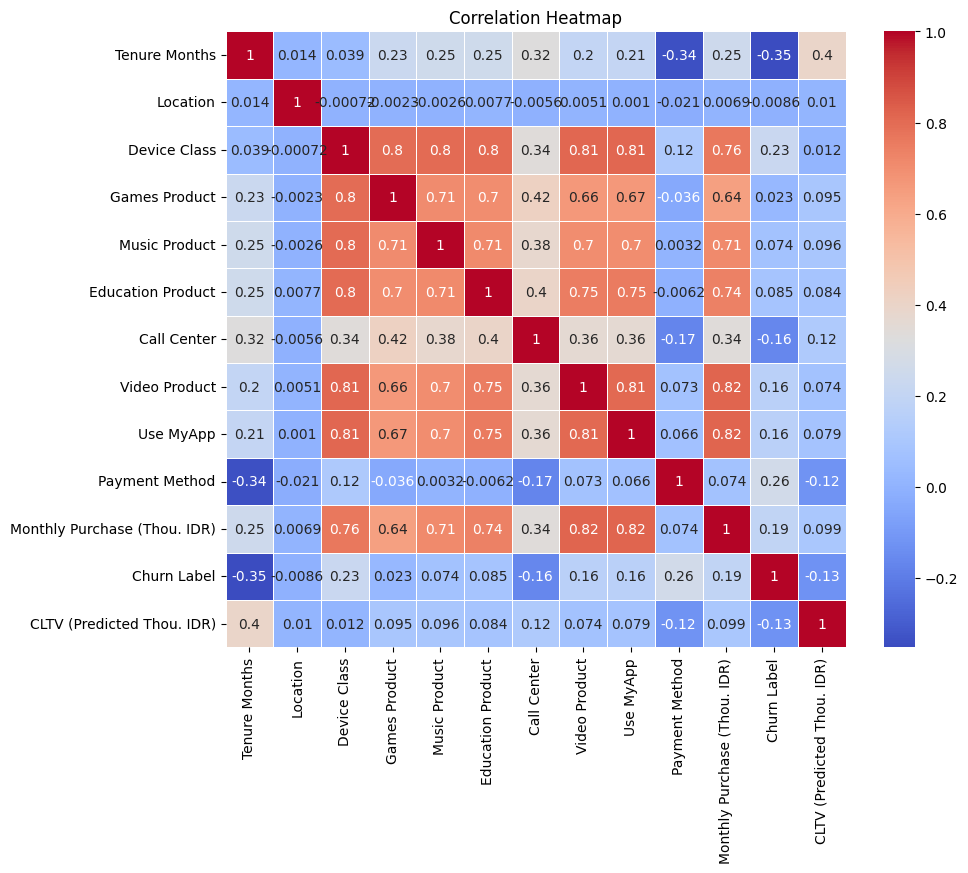 Correlation Heatmap
Tenure Months 1 0.014 0.039 0.23 0.25 0.25 0.32 0.2 0.21 -0.34 0.25 -0.35 0.4
Location 0.014 1 -0.00072 -0.0023 -0.0026 0.0077 -0.0056 0.0051 0.001 -0.021 0.0069 -0.0086 0.01
Device Class 0.039 -0.00072 1 0.8 0.8 0.8 0.34 0.81 0.81 0.12 0.76 0.23 0.012
Games Product 0.23 -0.0023 0.8 1 0.71 0.7 0.42 0.66 0.67 -0.036 0.64 0.023 0.095
Music Product 0.25 -0.0026 0.8 0.71 1 0.71 0.38 0.7 0.7 0.0032 0.71 0.074 0.096
Education Product 0.25 0.0077 0.8 0.7 0.71 1 0.4 0.75 0.75 -0.0062 0.74 0.085 0.084
Call Center 0.32 -0.0056 0.34 0.42 0.38 0.4 1 0.36 0.36 -0.17 0.34 -0.16 0.12
Video Product 0.2 0.0051 0.81 0.66 0.7 0.75 0.36 1 0.81 0.073 0.82 0.16 0.074
Use MyApp 0.21 0.001 0.81 0.67 0.7 0.75 0.36 0.81 1 0.066 0.82 0.16 0.079
Payment Method -0.34 -0.021 0.12 -0.036 0.0032 -0.0062 -0.17 0.073 0.066 1 0.074 0.26 -0.12
Monthly Purchase (Thou. IDR) 0.25 0.0069 0.76 0.64 0.71 0.74 0.34 0.82 0.82 0.074 1 0.19 0.099
Churn Label -0.35 -0.0086 0.23 0.023 0.074 0.085 -0.16 0.16 0.16 0.26 0.19 1 -0.13
CLTV (Predicted Thou. IDR) 0.4 0.01 0.012 0.095 0.096 0.084 0.12 0.074 0.079 -0.12 0.099 -0.13 1
Tenure Months
Location
Device Class
Games Product
Music Product
Education Product
Call Center
Video Product
Use MyApp
Payment Method
Monthly Purchase (Thou. IDR)
Churn Label
CLTV (Predicted Thou. IDR)
1.0
0.8
0.6
0.4
0.2
0.0
−0.2